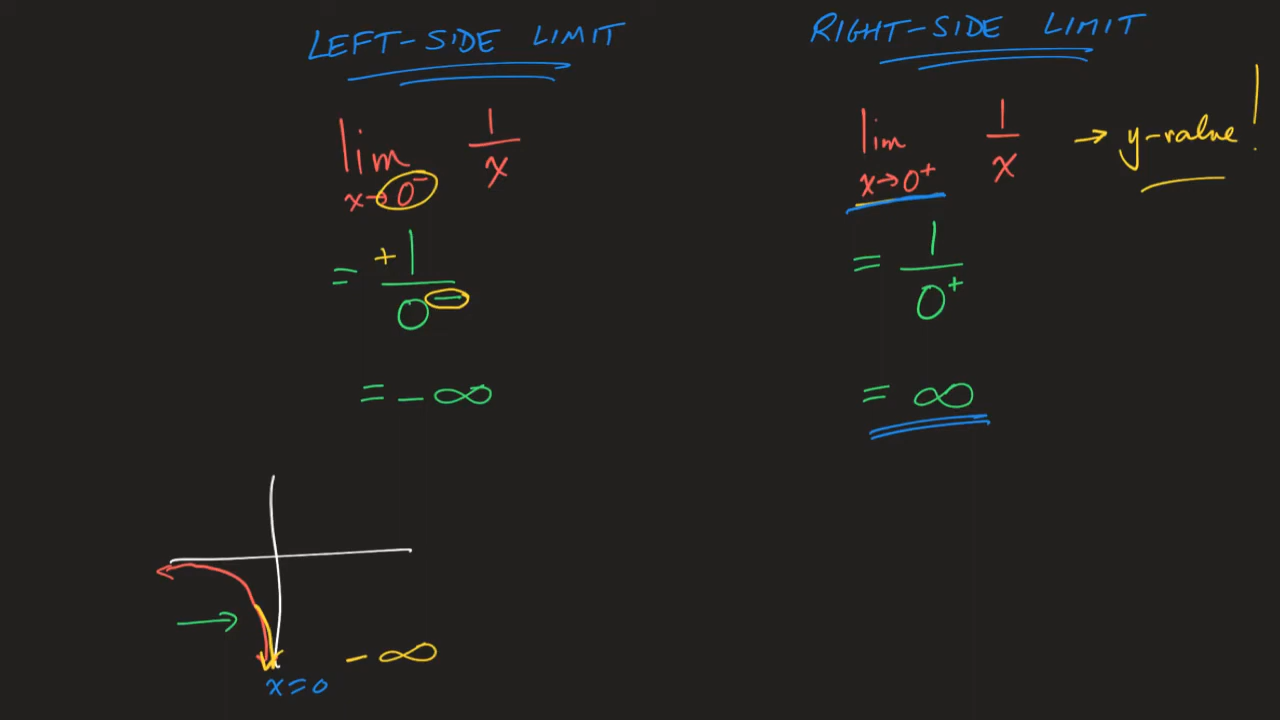 LEFT-SIDE LIMIT
lim x→0⁻ 1/x
= +1/0⁻
= -∞
-∞
x=0
RIGHT-SIDE LIMIT
lim x→0⁺ 1/x → y-value!
= 1/0⁺
= ∞